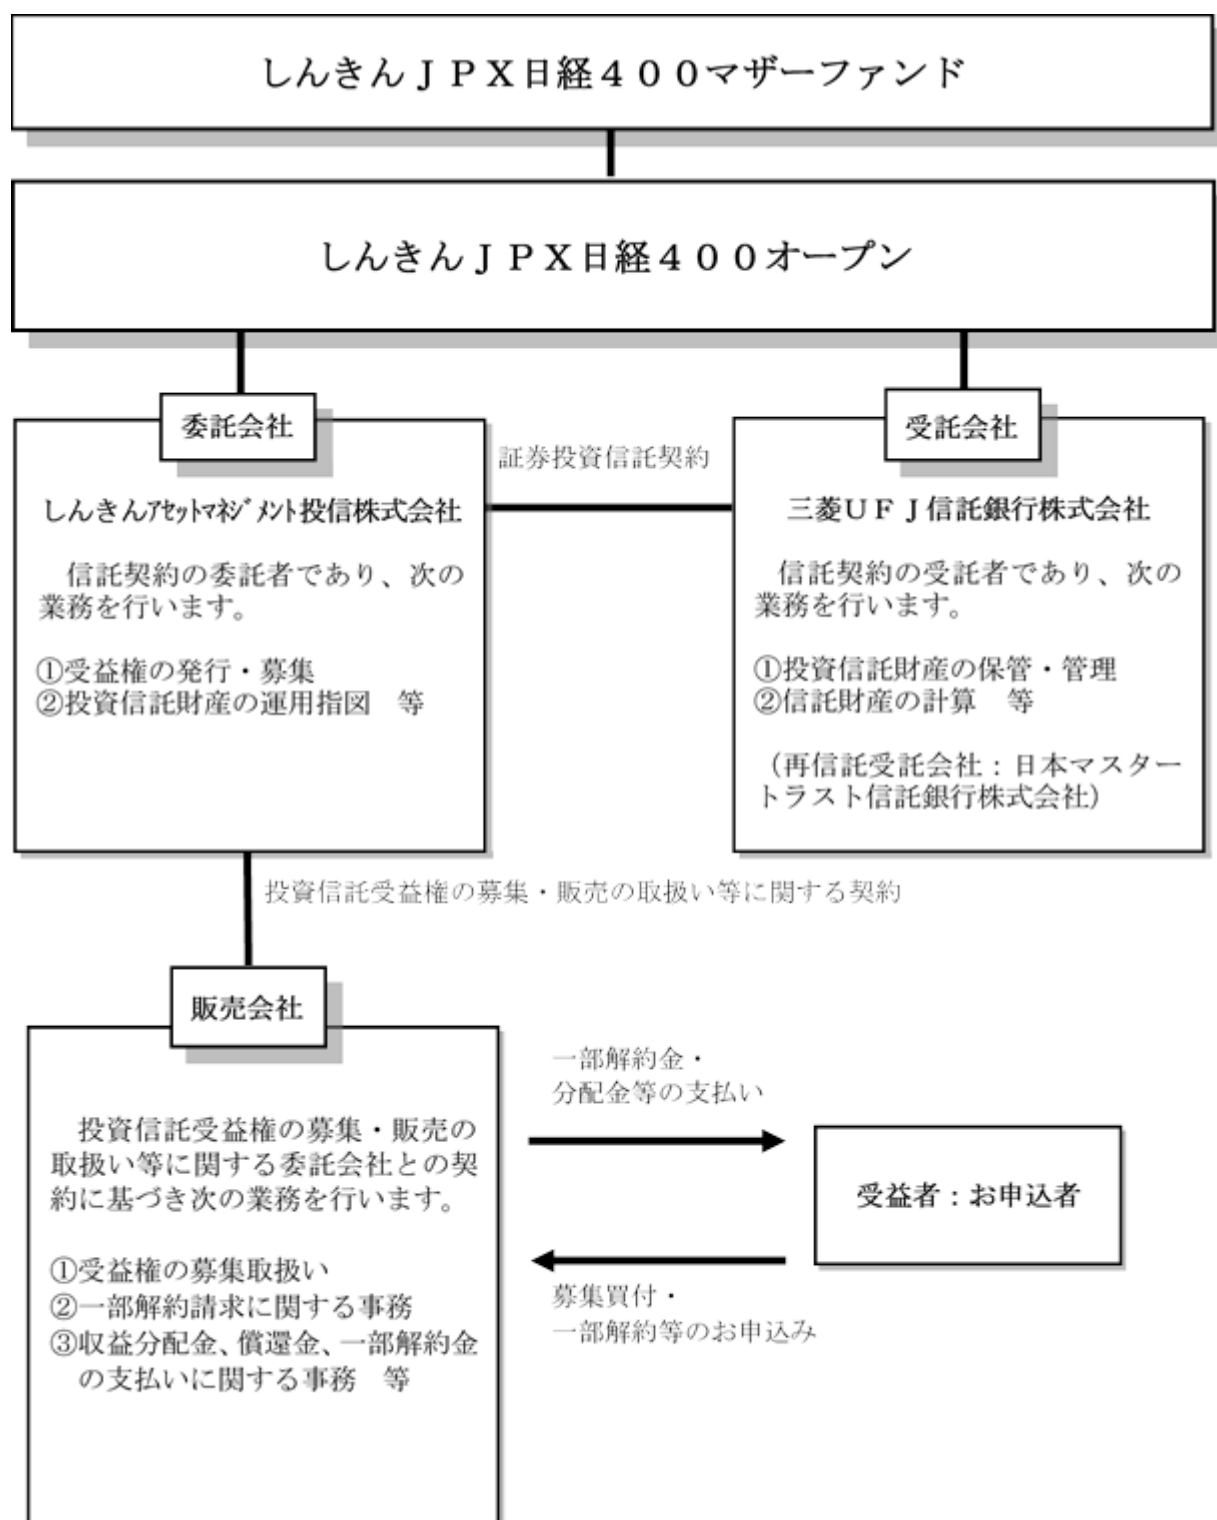 しんきんＪＰＸ日経４００マザーファンド
しんきんＪＰＸ日経４００オープン
委託会社
しんきんｱｾｯﾄﾏﾈｼﾞﾒﾝﾄ投信株式会社
　信託契約の委託者であり、次の
業務を行います。
①受益権の発行・募集
②投資信託財産の運用指図　等
証券投資信託契約
受託会社
三菱ＵＦＪ信託銀行株式会社
　信託契約の受託者であり、次の
業務を行います。
①投資信託財産の保管・管理
②信託財産の計算　等
（再信託受託会社：日本マスター
トラスト信託銀行株式会社）
投資信託受益権の募集・販売の取扱い等に関する契約
販売会社
　投資信託受益権の募集・販売の
取扱い等に関する委託会社との契
約に基づき次の業務を行います。
①受益権の募集取扱い
②一部解約請求に関する事務
③収益分配金、償還金、一部解約金
の支払いに関する事務　等
一部解約金・
分配金等の支払い
受益者：お申込者
募集買付・
一部解約等のお申込み